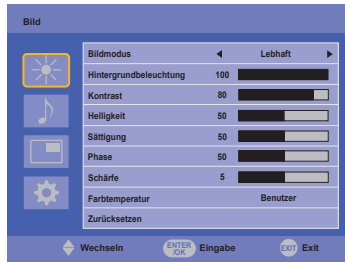 Bild
Bildmodus Lebhaft
Hintergrundbeleuchtung 100
Kontrast 80
Helligkeit 50
Sättigung 50
Phase 50
Schärfe 5
Farbtemperatur Benutzer
Zurücksetzen
Wechseln ENTER/OK Eingabe EXIT Exit